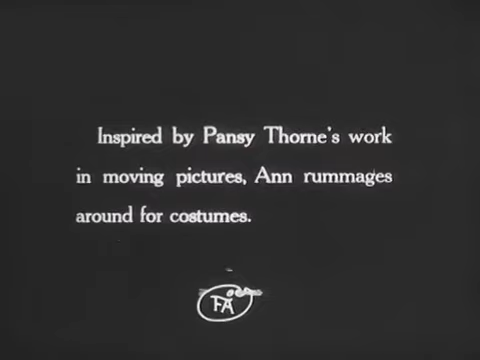 Inspired by Pansy Thorne's work
in moving pictures, Ann rummages
around for costumes.
FA